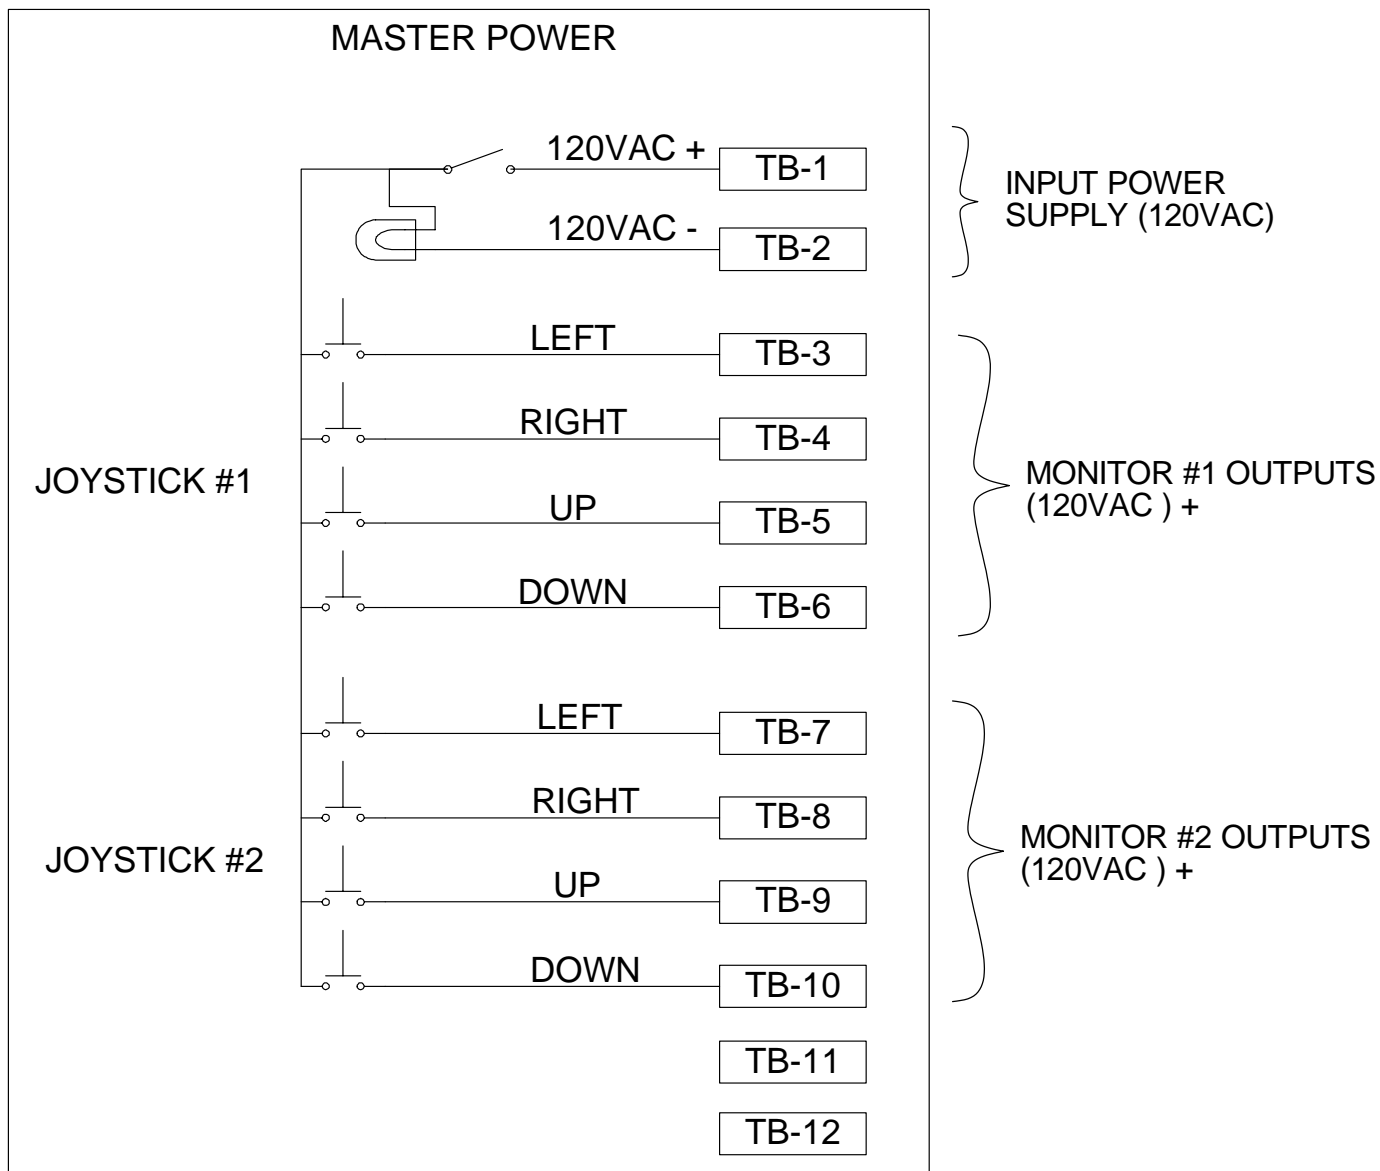 MASTER POWER
120VAC +
TB-1
120VAC -
TB-2
INPUT POWER
SUPPLY (120VAC)
LEFT
TB-3
RIGHT
TB-4
JOYSTICK #1
UP
TB-5
DOWN
TB-6
MONITOR #1 OUTPUTS
(120VAC ) +
LEFT
TB-7
RIGHT
TB-8
JOYSTICK #2
UP
TB-9
DOWN
TB-10
MONITOR #2 OUTPUTS
(120VAC ) +
TB-11
TB-12